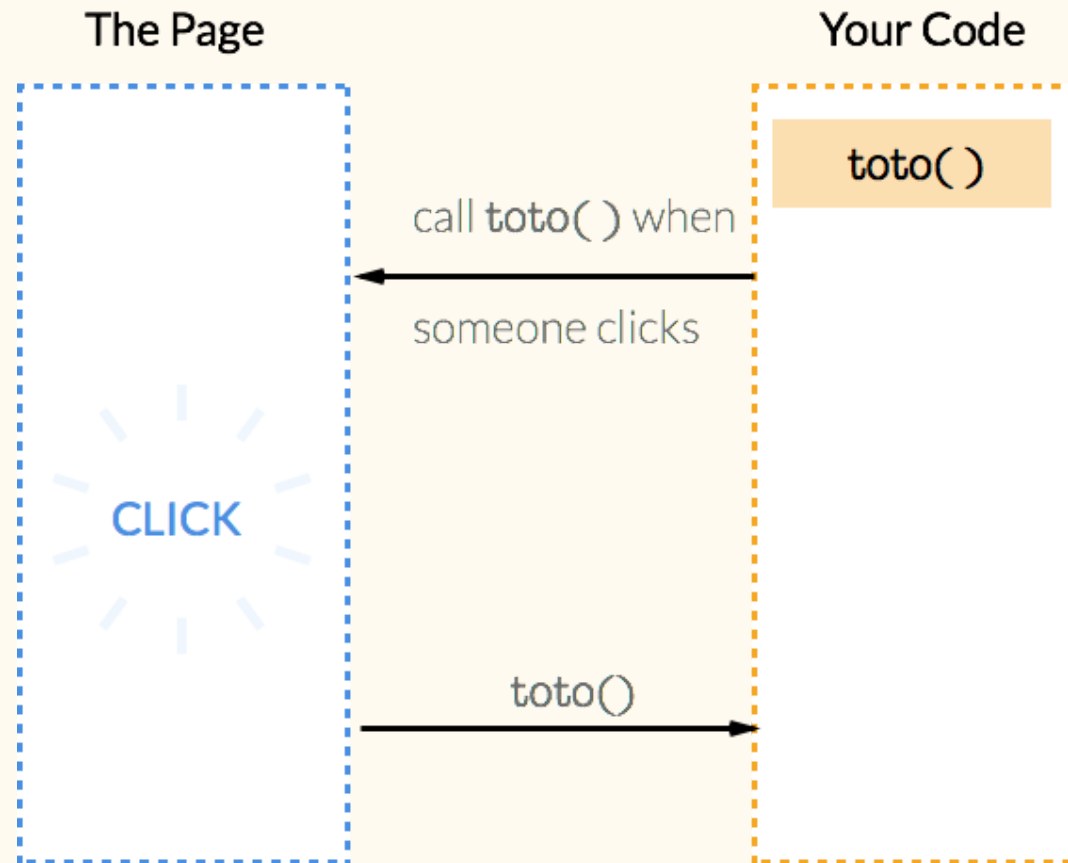 The Page
Your Code
toto( )
call toto( ) when
someone clicks
CLICK
toto()